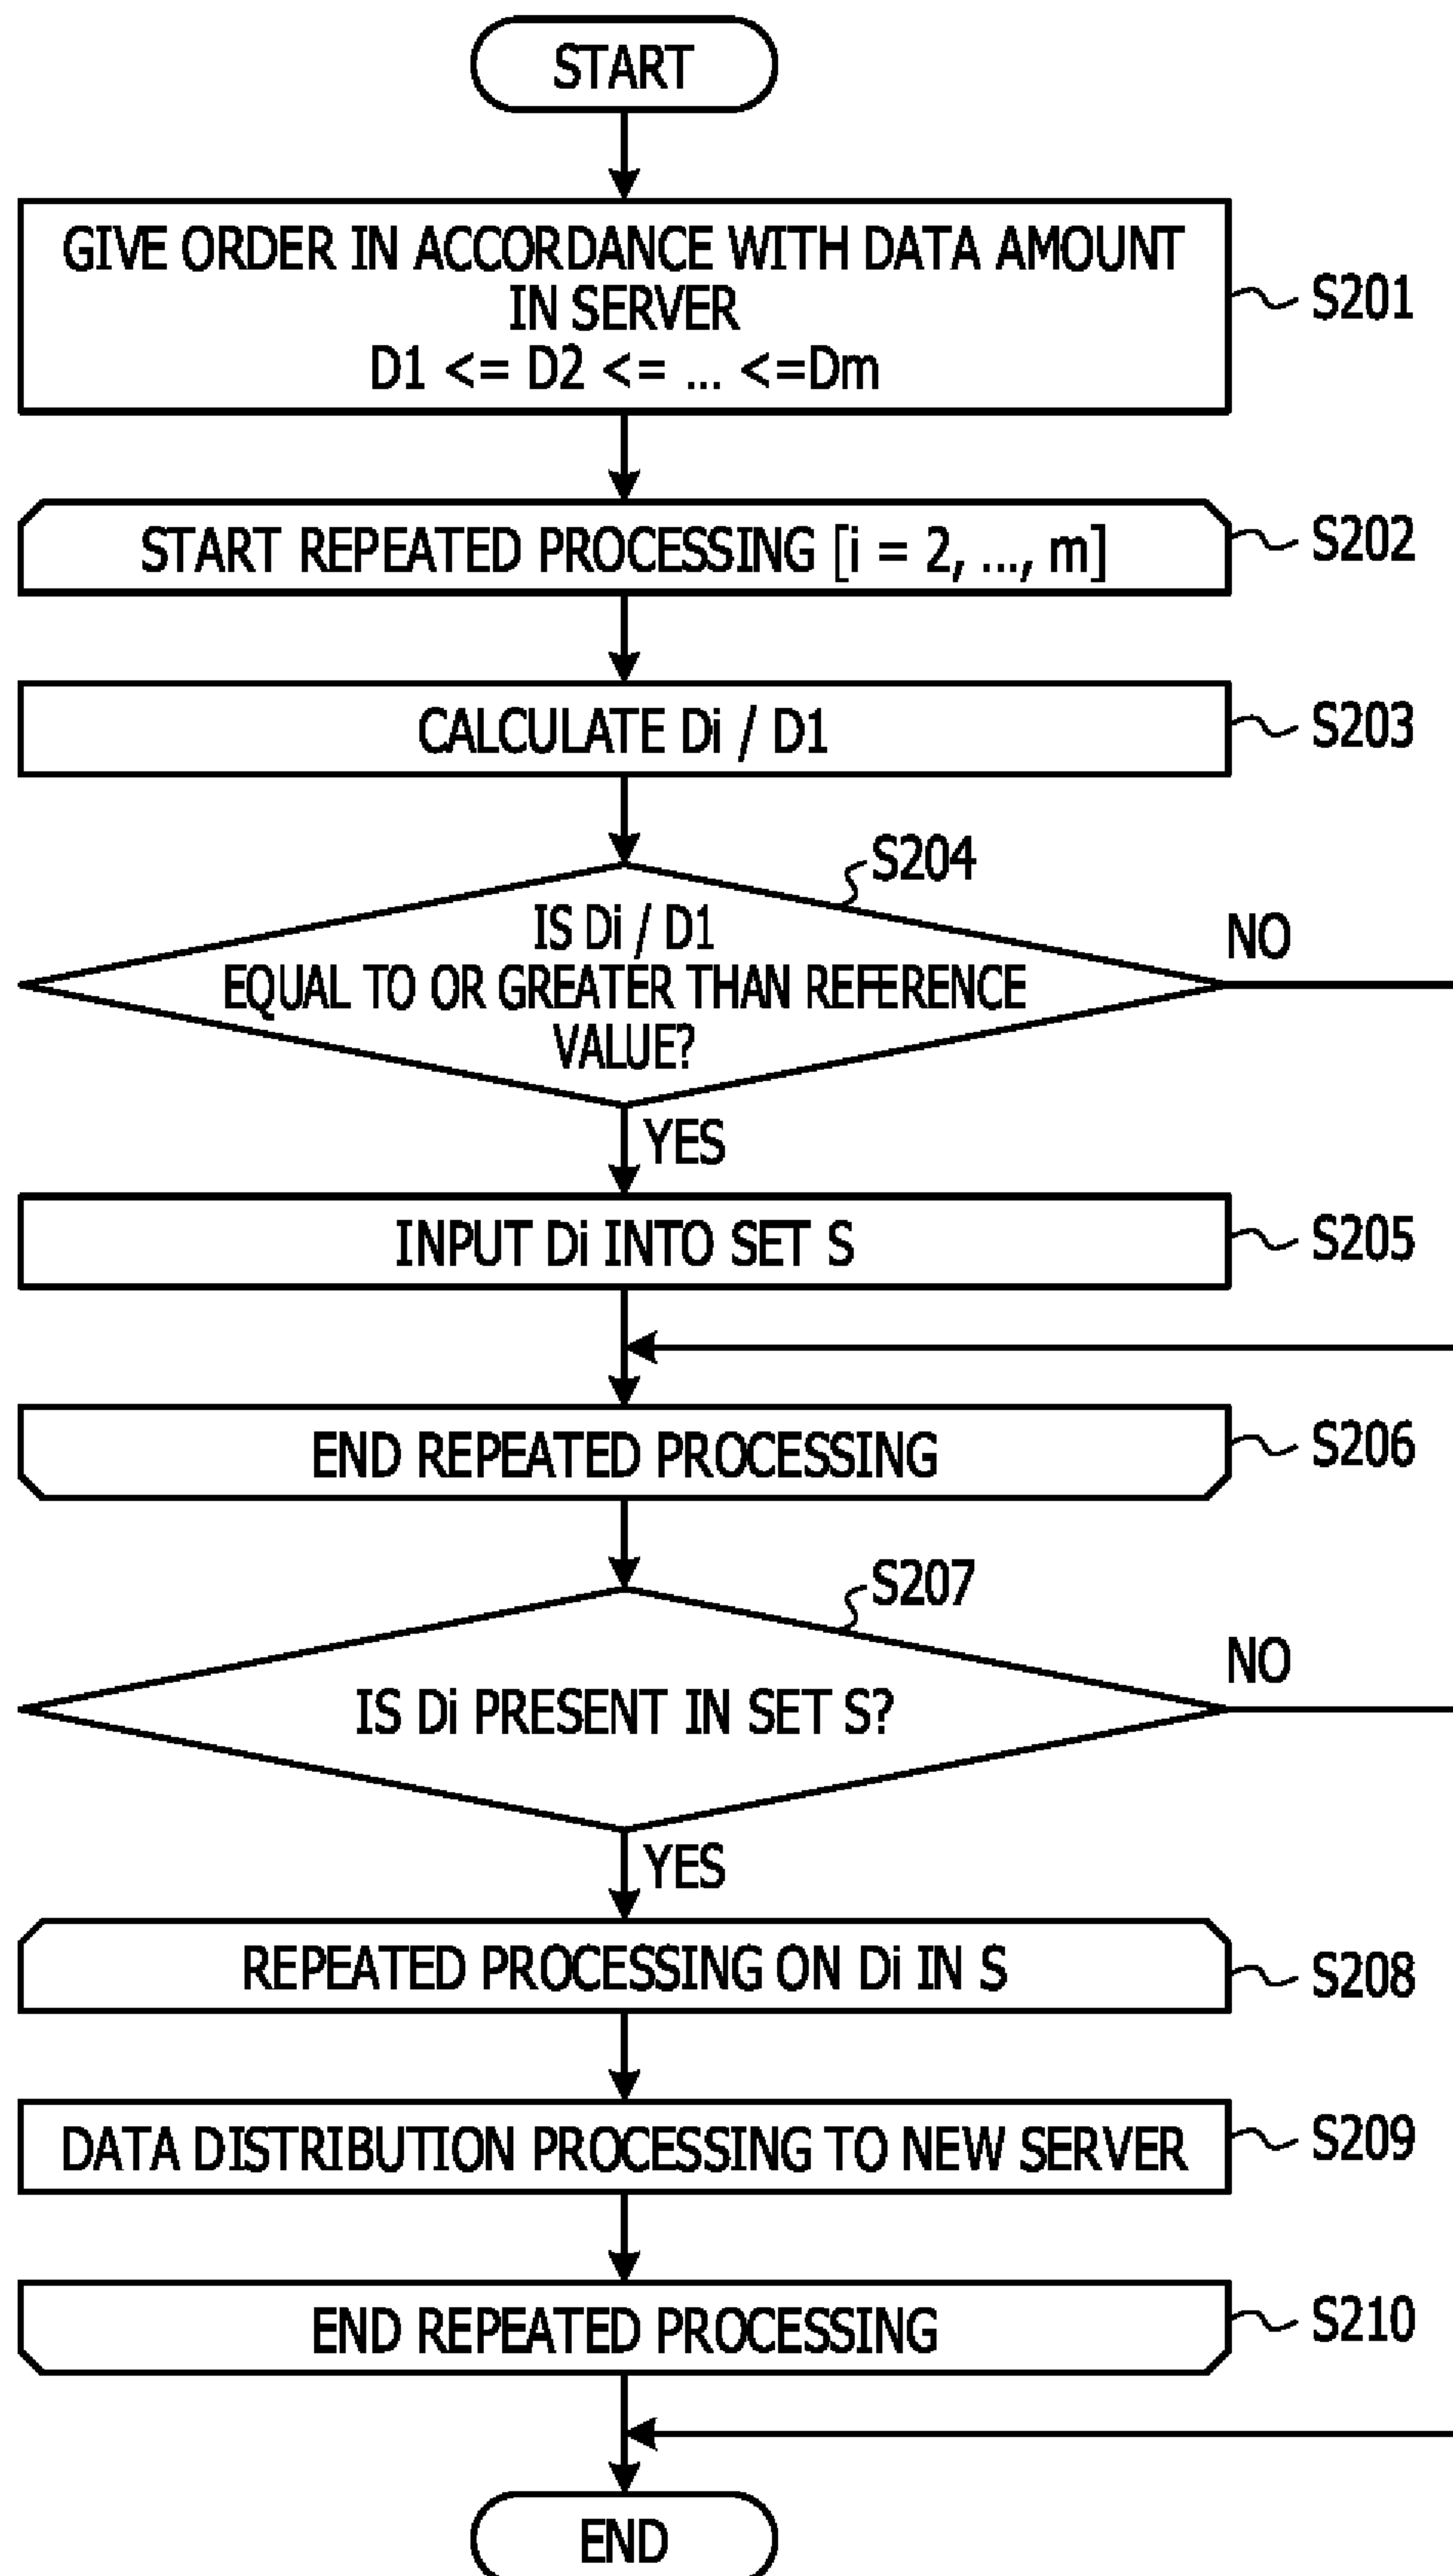 START
GIVE ORDER IN ACCORDANCE WITH DATA AMOUNT
IN SERVER
D1 <= D2 <= ... <=Dm
S201
START REPEATED PROCESSING [i = 2, ..., m]
S202
CALCULATE Di / D1
S203
S204
IS Di / D1
EQUAL TO OR GREATER THAN REFERENCE
VALUE?
NO
YES
INPUT Di INTO SET S
S205
END REPEATED PROCESSING
S206
S207
IS Di PRESENT IN SET S?
NO
YES
REPEATED PROCESSING ON Di IN S
S208
DATA DISTRIBUTION PROCESSING TO NEW SERVER
S209
END REPEATED PROCESSING
S210
END